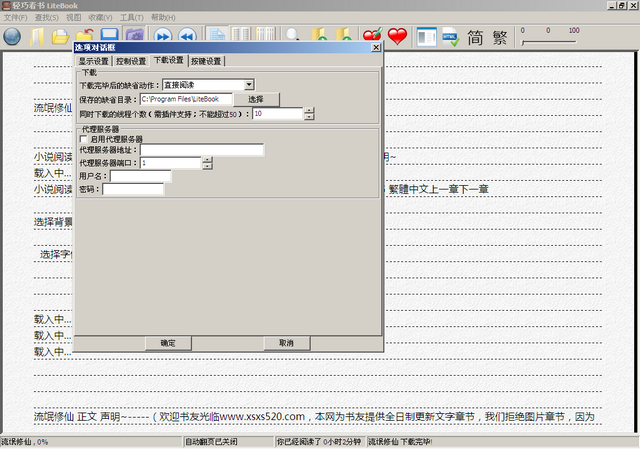 轻巧看书 LiteBook
文件(F) 查找(S) 视图 收藏(V) 工具(T) 帮助(H)
HTML 简 繁 0 0 100
选项对话框
显示设置 控制设置 下载设置 按键设置
下载
下载完毕后的缺省动作： 直接阅读
保存的缺省目录： C:\Program Files\LiteBook 选择
同时下载的线程个数（需插件支持；不能超过50）： 10
代理服务器
启用代理服务器
代理服务器地址：
代理服务器端口： 1
用户名：
密码：
确定 取消
流氓修仙
小说阅读 明~
载入中...
小说阅读 繁體中文上一章下一章
选择背景
选择字
载入中...
载入中...
载入中...
流氓修仙 正文 声明~-----（欢迎书友光临www.xsxs520.com，本网为书友提供全日制更新文字章节，我们拒绝图片章节，因为
流氓修仙 , 0% 自动翻页已关闭 你已经阅读了 0小时2分钟 流氓修仙 下载完毕!